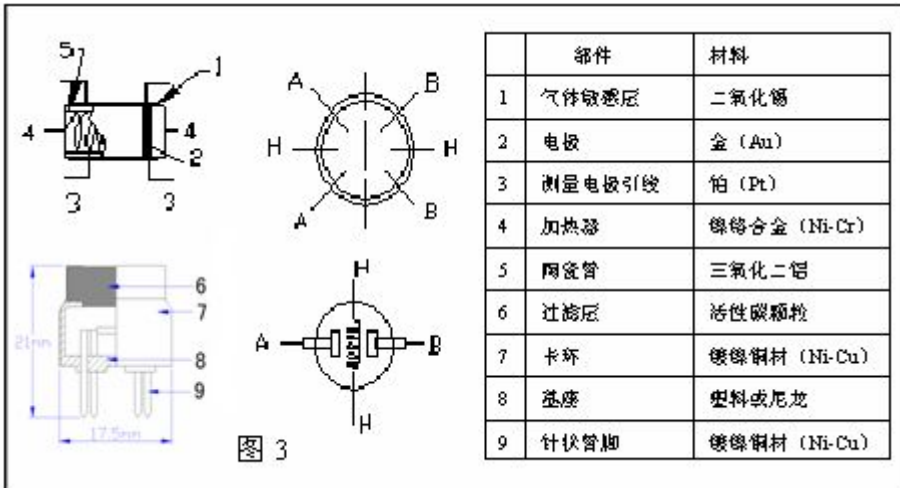 5
1
4
4
2
3
3
A
B
H
H
A
B
6
7
21mm
8
9
17.5mm
H
A
B
H
图 3
部件 材料
1 气体敏感层 二氧化锡
2 电极 金（Au）
3 测量电极引线 铂（Pt）
4 加热器 镍铬合金（Ni-Cr）
5 陶瓷管 三氧化二铝
6 过滤层 活性碳颗粒
7 卡环 镀镍铜材（Ni-Cu）
8 基座 塑料或尼龙
9 针状管脚 镀镍铜材（Ni-Cu）